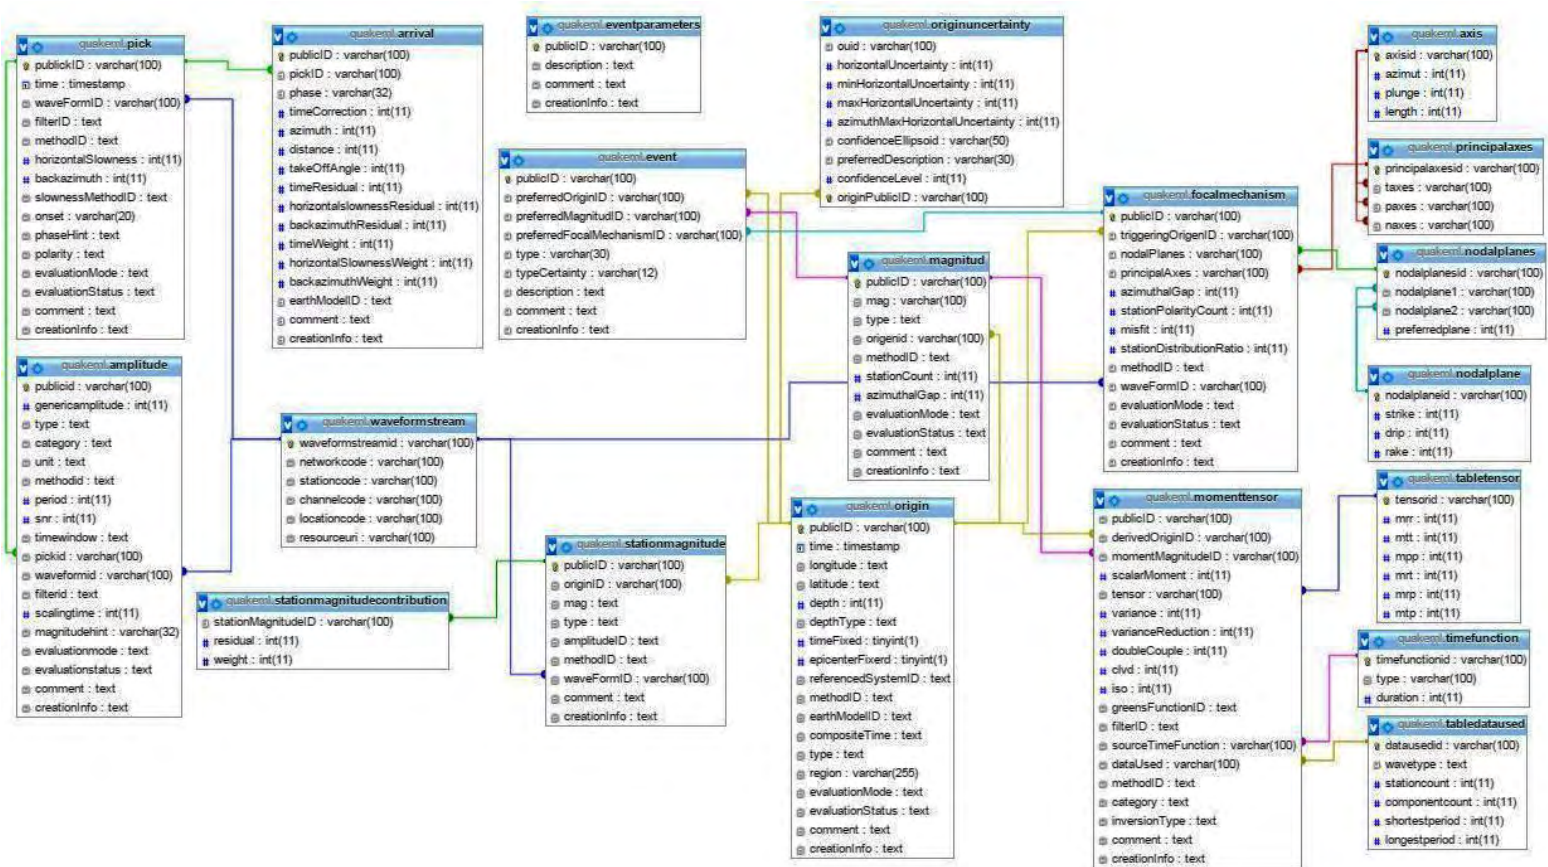 quakeml.pick
publickID : varchar(100)
time : timestamp
waveFormID : varchar(100)
filterID : text
methodID : text
horizontalSlowness : int(11)
backazimuth : int(11)
slownessMethodID : text
onset : varchar(20)
phaseHint : text
polarity : text
evaluationMode : text
evaluationStatus : text
comment : text
creationInfo : text
quakeml.amplitude
publicid : varchar(100)
genericamplitude : int(11)
type : text
category : text
unit : text
methodid : text
period : int(11)
snr : int(11)
timewindow : text
pickid : varchar(100)
waveformid : varchar(100)
filterid : text
scalingtime : int(11)
magnitudehint : varchar(32)
evaluationmode : text
evaluationstatus : text
comment : text
creationInfo : text
quakeml.arrival
publicID : varchar(100)
pickID : varchar(100)
phase : varchar(32)
timeCorrection : int(11)
azimuth : int(11)
distance : int(11)
takeOffAngle : int(11)
timeResidual : int(11)
horizontalslownessResidual : int(11)
backazimuthResidual : int(11)
timeWeight : int(11)
horizontalSlownessWeight : int(11)
backazimuthWeight : int(11)
earthModelID : text
comment : text
creationInfo : text
quakeml.waveformstream
waveformstreamid : varchar(100)
networkcode : varchar(100)
stationcode : varchar(100)
channelcode : varchar(100)
locationcode : varchar(100)
resourceuri : varchar(100)
quakeml.stationmagnitudecontribution
stationMagnitudeID : varchar(100)
residual : int(11)
weight : int(11)
quakeml.eventparameters
publicID : varchar(100)
description : text
comment : text
creationInfo : text
quakeml.event
publicID : varchar(100)
preferredOriginID : varchar(100)
preferredMagnitudID : varchar(100)
preferredFocalMechanismID : varchar(100)
type : varchar(30)
typeCertainty : varchar(12)
description : text
comment : text
creationInfo : text
quakeml.stationmagnitude
publicID : varchar(100)
originID : varchar(100)
mag : text
type : text
amplitudeID : text
methodID : text
waveFormID : varchar(100)
comment : text
creationInfo : text
quakeml.originuncertainty
ouid : varchar(100)
horizontalUncertainty : int(11)
minHorizontalUncertainty : int(11)
maxHorizontalUncertainty : int(11)
azimuthMaxHorizontalUncertainty : int(11)
confidenceEllipsoid : varchar(50)
preferredDescription : varchar(30)
confidenceLevel : int(11)
originPublicID : varchar(100)
quakeml.magnitud
publicID : varchar(100)
mag : varchar(100)
type : text
origenid : varchar(100)
methodID : text
stationCount : int(11)
azimuthalGap : int(11)
evaluationMode : text
evaluationStatus : text
comment : text
creationInfo : text
quakeml.origin
publicID : varchar(100)
time : timestamp
longitude : text
latitude : text
depth : int(11)
depthType : text
timeFixed : tinyint(1)
epicenterFixerd : tinyint(1)
referencedSystemID : text
methodID : text
earthModelID : text
compositeTime : text
type : text
region : varchar(255)
evaluationMode : text
evaluationStatus : text
comment : text
creationInfo : text
quakeml.focalmechanism
publicID : varchar(100)
triggeringOrigenID : varchar(100)
nodalPlanes : varchar(100)
principalAxes : varchar(100)
azimuthalGap : int(11)
stationPolarityCount : int(11)
misfit : int(11)
stationDistributionRatio : int(11)
methodID : text
waveFormID : varchar(100)
evaluationMode : text
evaluationStatus : text
comment : text
creationInfo : text
quakeml.momenttensor
publicID : varchar(100)
derivedOriginID : varchar(100)
momentMagnitudeID : varchar(100)
scalarMoment : int(11)
tensor : varchar(100)
variance : int(11)
varianceReduction : int(11)
doubleCouple : int(11)
clvd : int(11)
iso : int(11)
greensFunctionID : text
filterID : text
sourceTimeFunction : varchar(100)
dataUsed : varchar(100)
methodID : text
category : text
inversionType : text
comment : text
creationInfo : text
quakeml.axis
axisid : varchar(100)
azimut : int(11)
plunge : int(11)
length : int(11)
quakeml.principalaxes
principalaxesid : varchar(100)
taxes : varchar(100)
paxes : varchar(100)
naxes : varchar(100)
quakeml.nodalplanes
nodalplanesid : varchar(100)
nodalplane1 : varchar(100)
nodalplane2 : varchar(100)
preferredplane : int(11)
quakeml.nodalplane
nodalplaneid : varchar(100)
strike : int(11)
drip : int(11)
rake : int(11)
quakeml.tabletensor
tensorid : varchar(100)
mrr : int(11)
mtt : int(11)
mpp : int(11)
mrt : int(11)
mrp : int(11)
mtp : int(11)
quakeml.timefunction
timefunctionid : varchar(100)
type : varchar(100)
duration : int(11)
quakeml.tabledataused
datausedid : varchar(100)
wavetype : text
stationcount : int(11)
componentcount : int(11)
shortestperiod : int(11)
longestperiod : int(11)